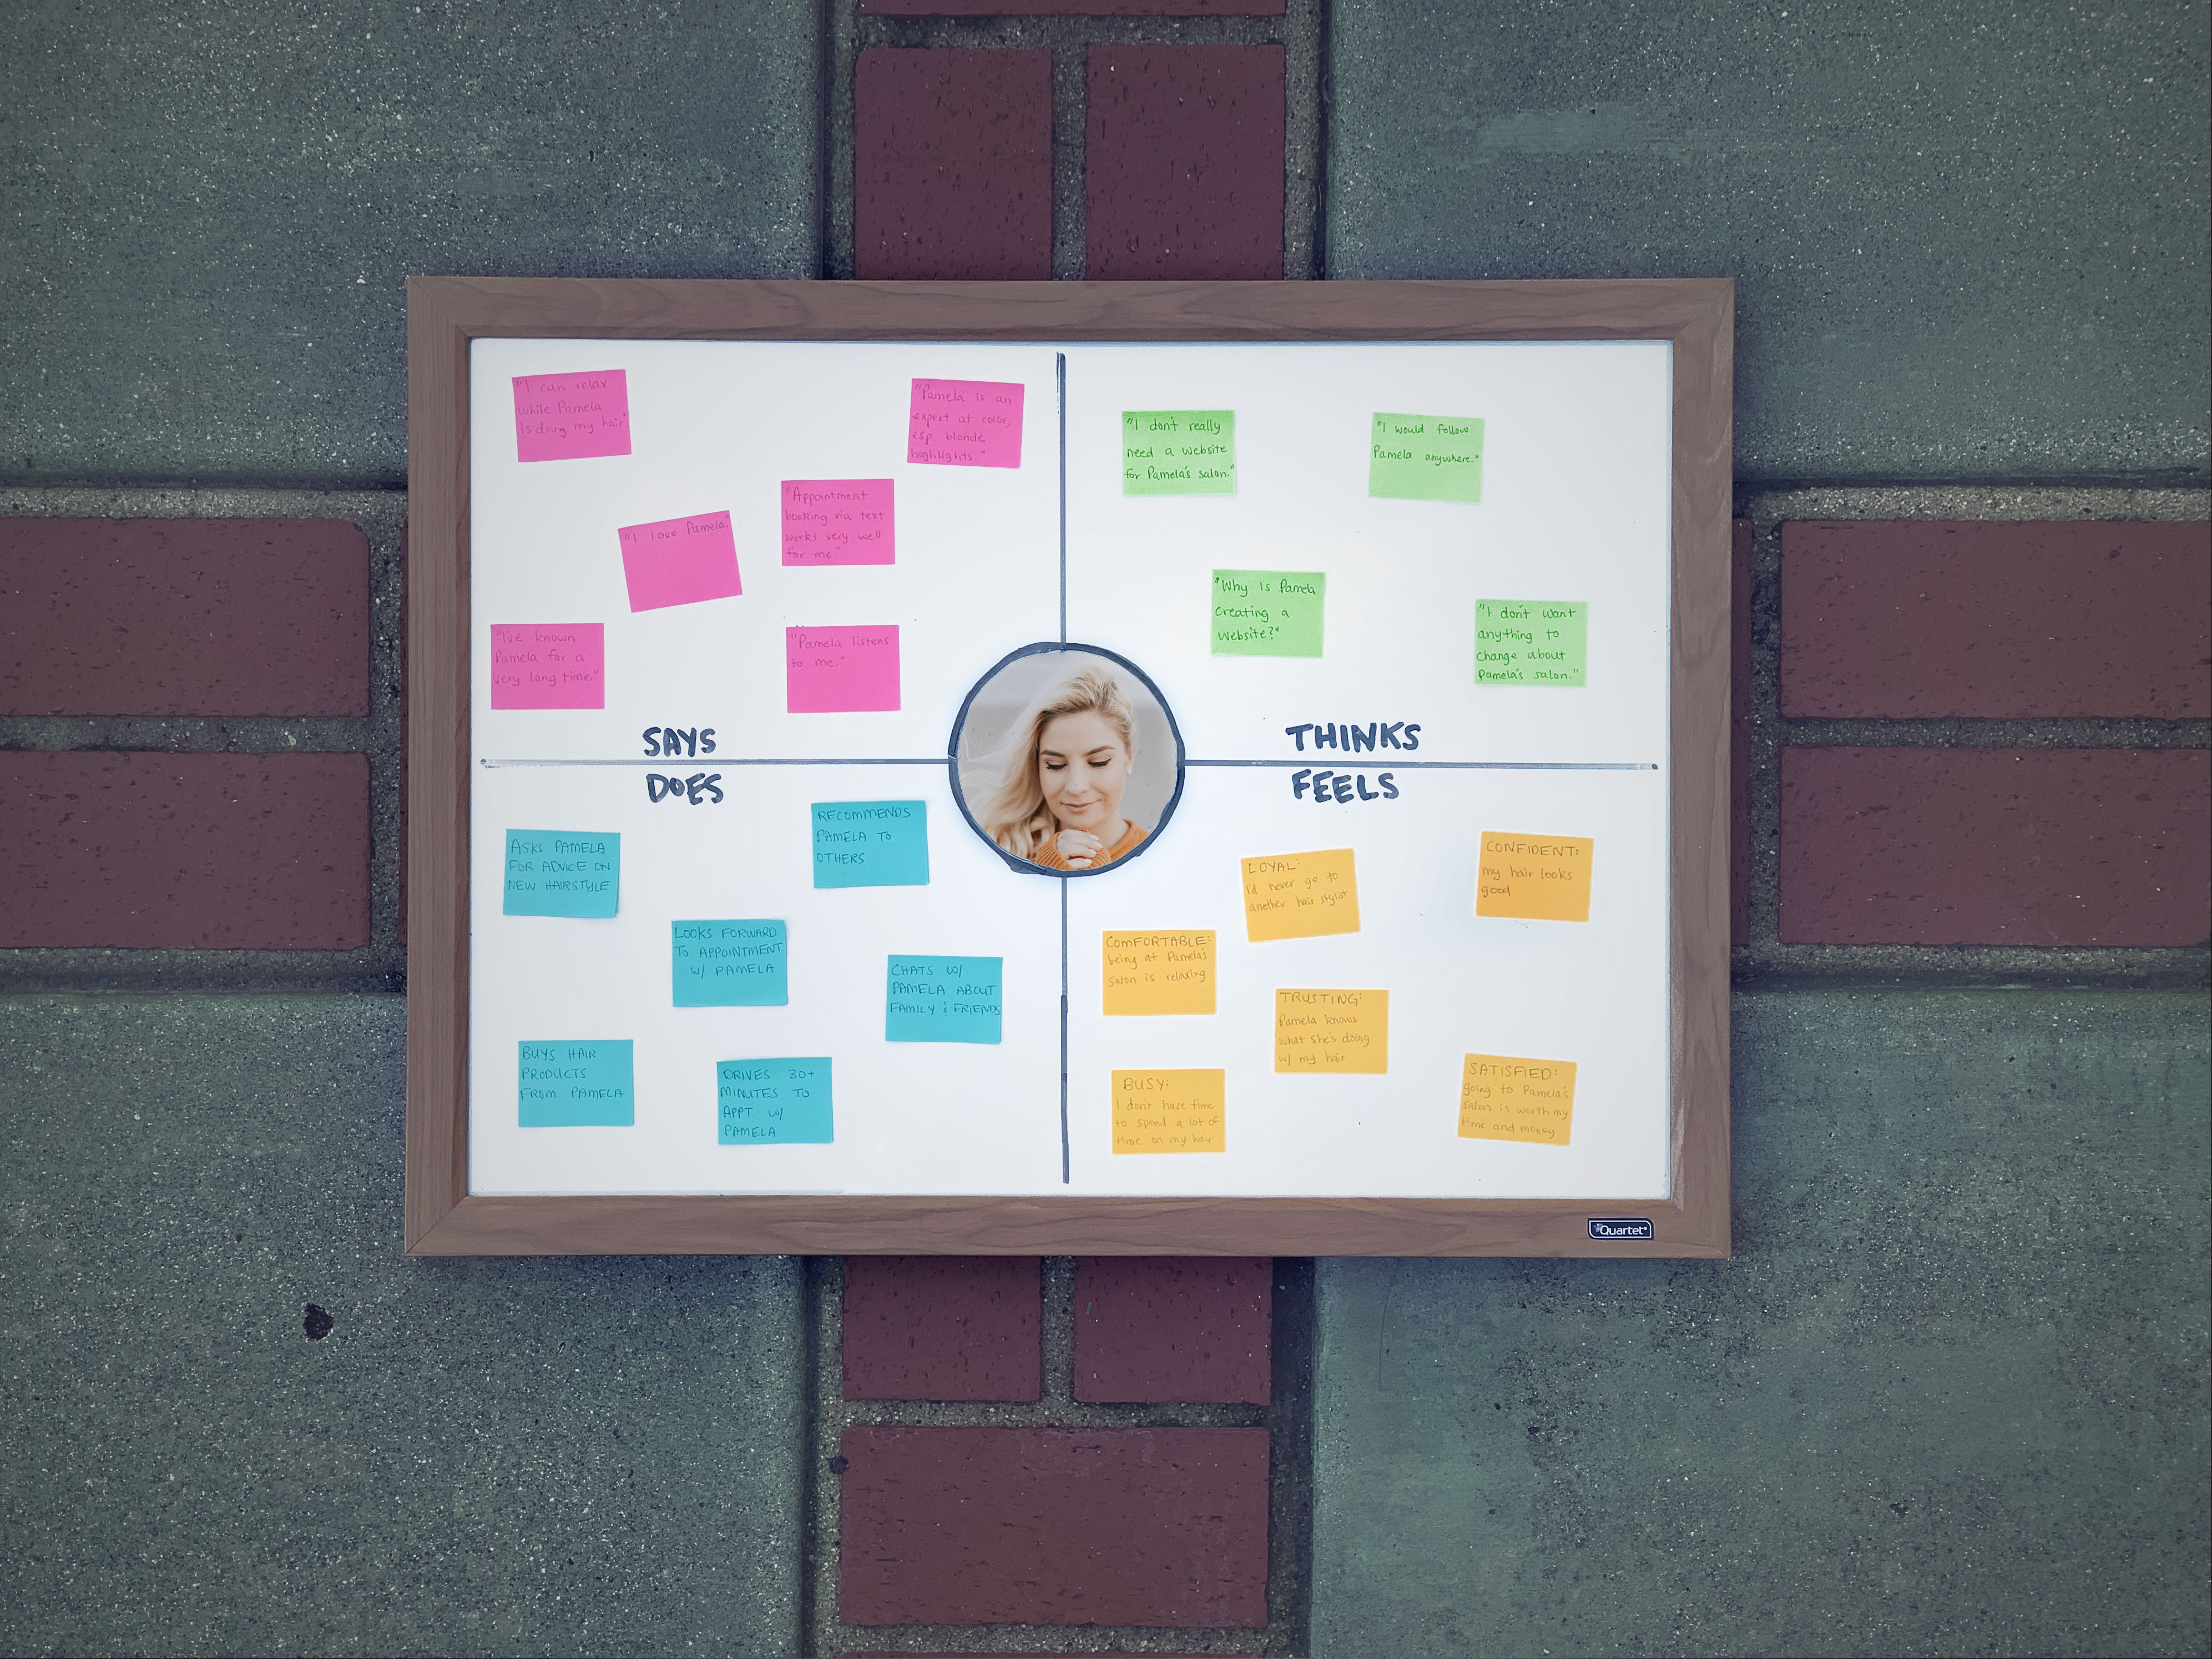 "I can relax
while Pamela
is doing my hair"
"Pamela is an
expert at color,
esp. blonde
highlights."
"Appointment
booking via text
works very well
for me."
"I love Pamela."
"I've known
Pamela for a
very long time."
"Pamela listens
to me."
SAYS
"I don't really
need a website
for Pamela's salon."
"I would follow
Pamela anywhere."
"Why is Pamela
creating a
website?"
"I don't want
anything to
change about
Pamela's salon."
THINKS
DOES
RECOMMENDS
PAMELA TO
OTHERS
ASKS PAMELA
FOR ADVICE ON
NEW HAIRSTYLE
LOOKS FORWARD
TO APPOINTMENT
W/ PAMELA
CHATS W/
PAMELA ABOUT
FAMILY & FRIENDS
BUYS HAIR
PRODUCTS
FROM PAMELA
DRIVES 30+
MINUTES TO
APPT W/
PAMELA
FEELS
LOYAL:
I'd never go to
another hair stylist
CONFIDENT:
my hair looks
good
COMFORTABLE:
being at Pamela's
salon is relaxing
TRUSTING:
Pamela knows
what she's doing
w/ my hair
BUSY:
I don't have time
to spend a lot of
time on my hair
SATISFIED:
going to Pamela's
salon is worth my
time and money
Quartet